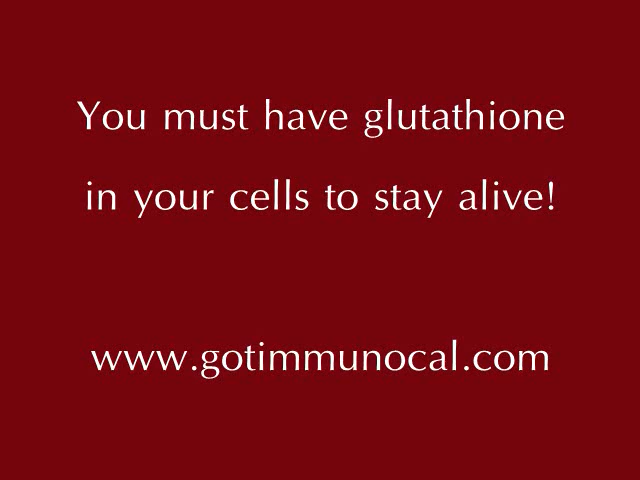 You must have glutathione
in your cells to stay alive!
www.gotimmunocal.com